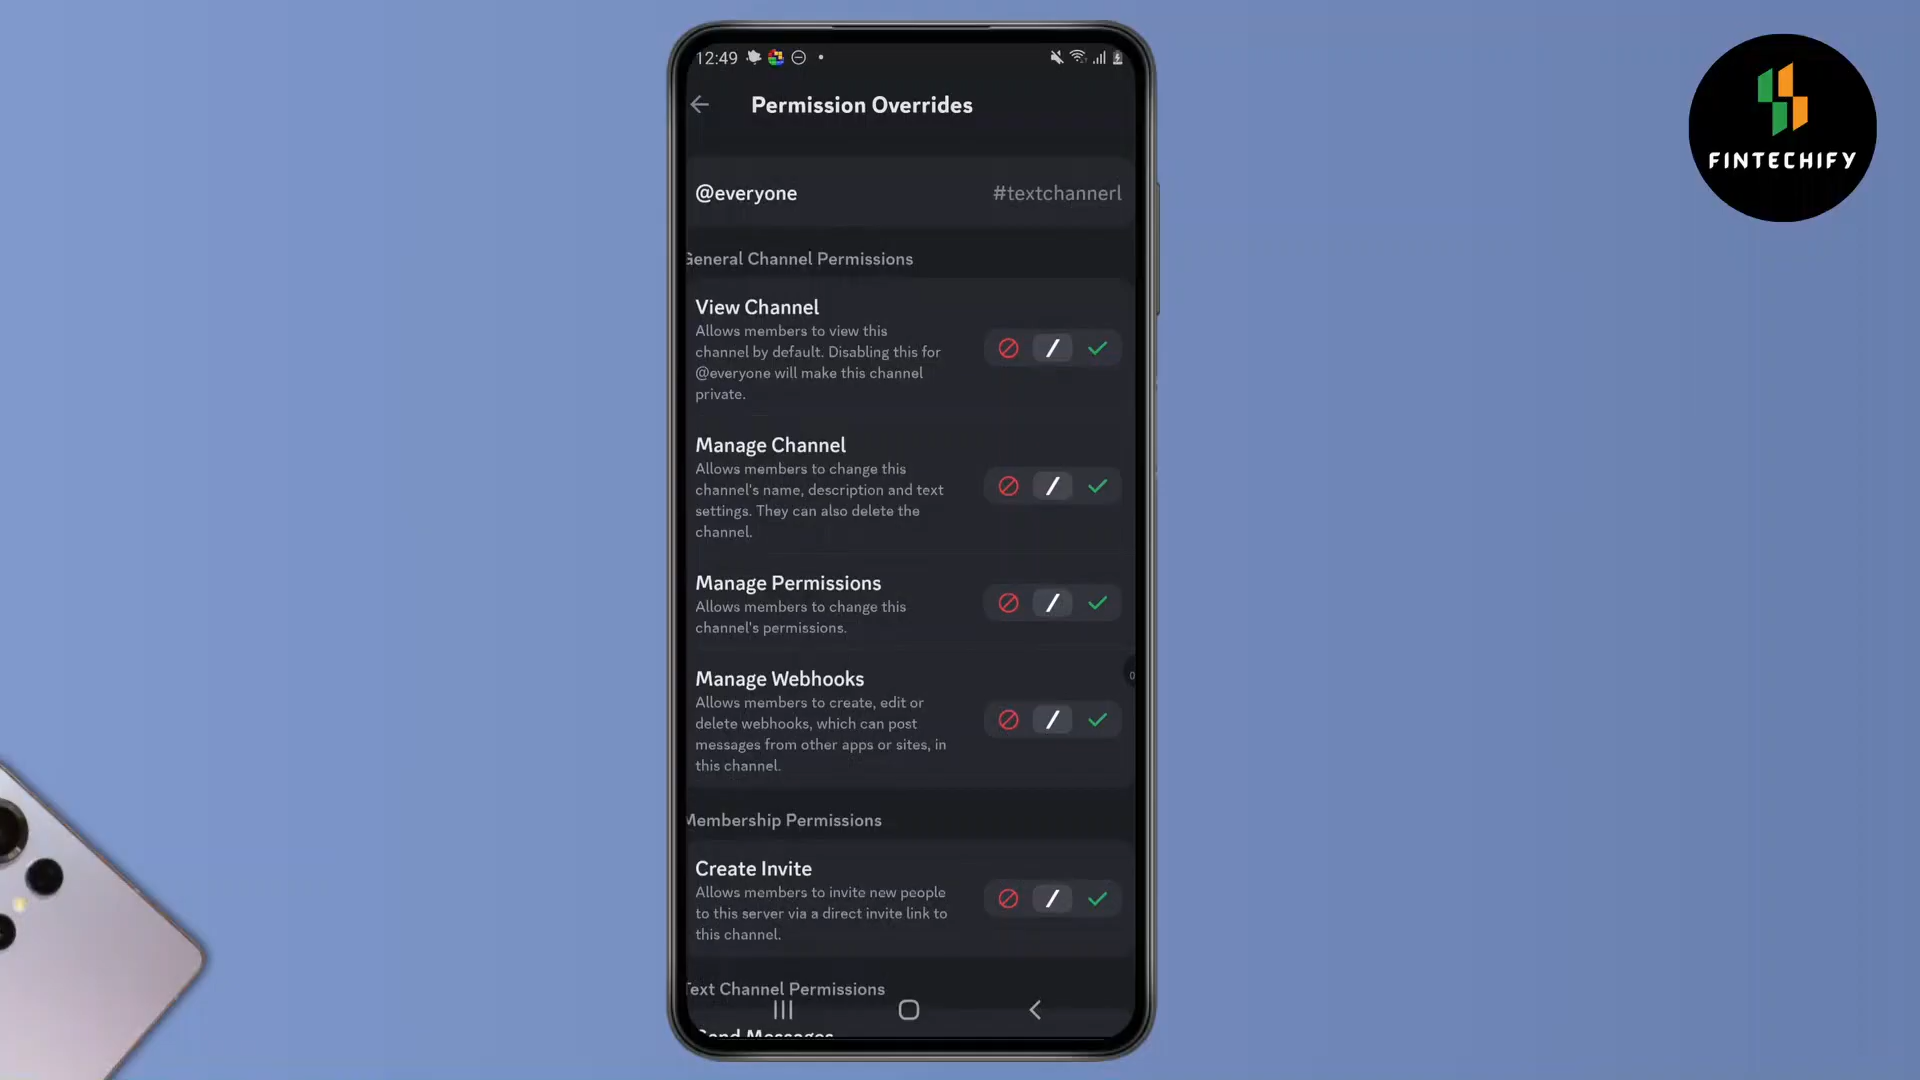 12:49
Permission Overrides
@everyone
#textchannerl
General Channel Permissions
View Channel
Allows members to view this
channel by default. Disabling this for
@everyone will make this channel
private.
Manage Channel
Allows members to change this
channel's name, description and text
settings. They can also delete the
channel.
Manage Permissions
Allows members to change this
channel's permissions.
Manage Webhooks
Allows members to create, edit or
delete webhooks, which can post
messages from other apps or sites, in
this channel.
Membership Permissions
Create Invite
Allows members to invite new people
to this server via a direct invite link to
this channel.
Text Channel Permissions
Send Messages
FINTECHIFY